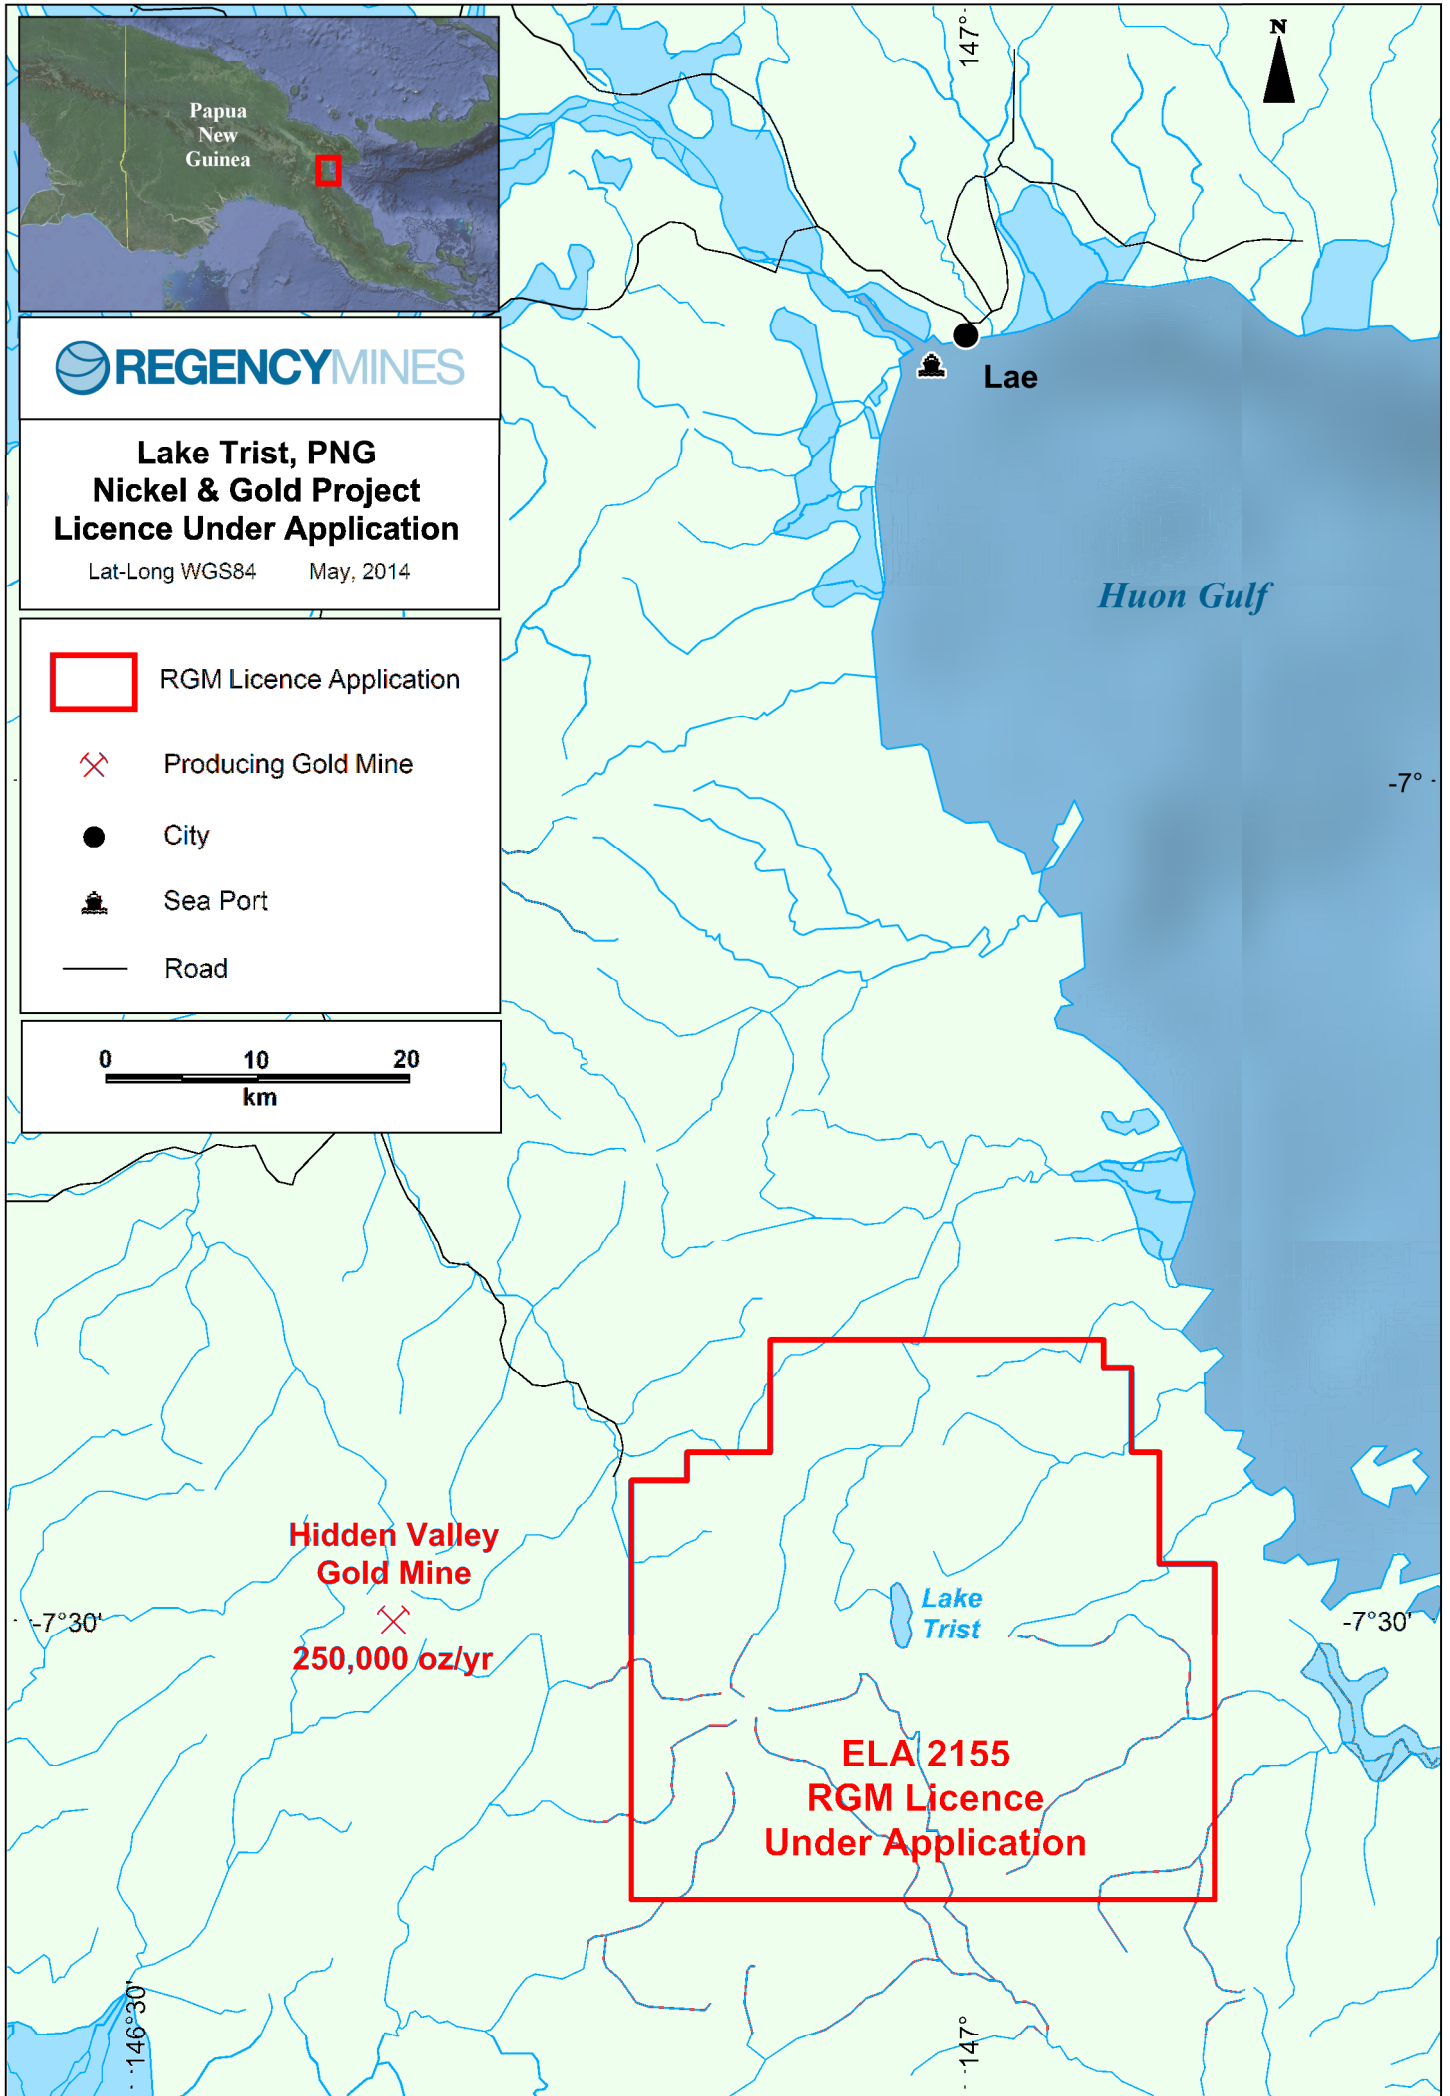 Papua
New
Guinea
REGENCYMINES
Lake Trist, PNG
Nickel & Gold Project
Licence Under Application
Lat-Long WGS84 May, 2014
RGM Licence Application
Producing Gold Mine
City
Sea Port
Road
0 10 20
km
147°
N
Lae
Huon Gulf
-7°
Hidden Valley
Gold Mine
250,000 oz/yr
-7°30'
Lake
Trist
-7°30'
ELA 2155
RGM Licence
Under Application
146°30'
147°